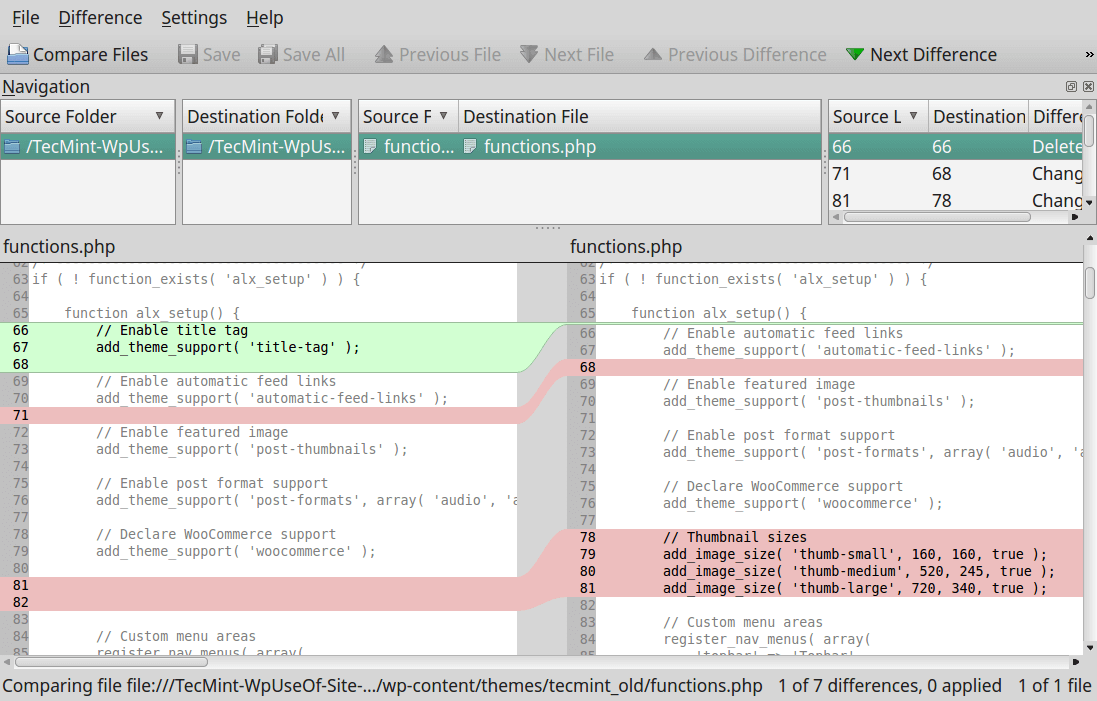 File Difference Settings Help
Compare Files Save Save All Previous File Next File Previous Difference Next Difference »
Navigation
Source Folder Destination Folde Source F Destination File Source L Destination Differe
/TecMint-WpUs... /TecMint-WpUs... functio... functions.php 66 66 Delete
71 68 Chang
81 78 Chang
functions.php
63 if ( ! function_exists( 'alx_setup' ) ) {
64
65 function alx_setup() {
66 // Enable title tag
67 add_theme_support( 'title-tag' );
68
69 // Enable automatic feed links
70 add_theme_support( 'automatic-feed-links' );
71
72 // Enable featured image
73 add_theme_support( 'post-thumbnails' );
74
75 // Enable post format support
76 add_theme_support( 'post-formats', array( 'audio', 'a
77
78 // Declare WooCommerce support
79 add_theme_support( 'woocommerce' );
80
81
82
83
84 // Custom menu areas
85 register_nav_menus( array(
functions.php
63 if ( ! function_exists( 'alx_setup' ) ) {
64
65 function alx_setup() {
66 // Enable automatic feed links
67 add_theme_support( 'automatic-feed-links' );
68
69 // Enable featured image
70 add_theme_support( 'post-thumbnails' );
71
72 // Enable post format support
73 add_theme_support( 'post-formats', array( 'audio', 'a
74
75 // Declare WooCommerce support
76 add_theme_support( 'woocommerce' );
77
78 // Thumbnail sizes
79 add_image_size( 'thumb-small', 160, 160, true );
80 add_image_size( 'thumb-medium', 520, 245, true );
81 add_image_size( 'thumb-large', 720, 340, true );
82
83 // Custom menu areas
84 register_nav_menus( array(
85 'topbar' => 'Topbar'
Comparing file file:///TecMint-WpUseOf-Site-.../wp-content/themes/tecmint_old/functions.php 1 of 7 differences, 0 applied 1 of 1 file